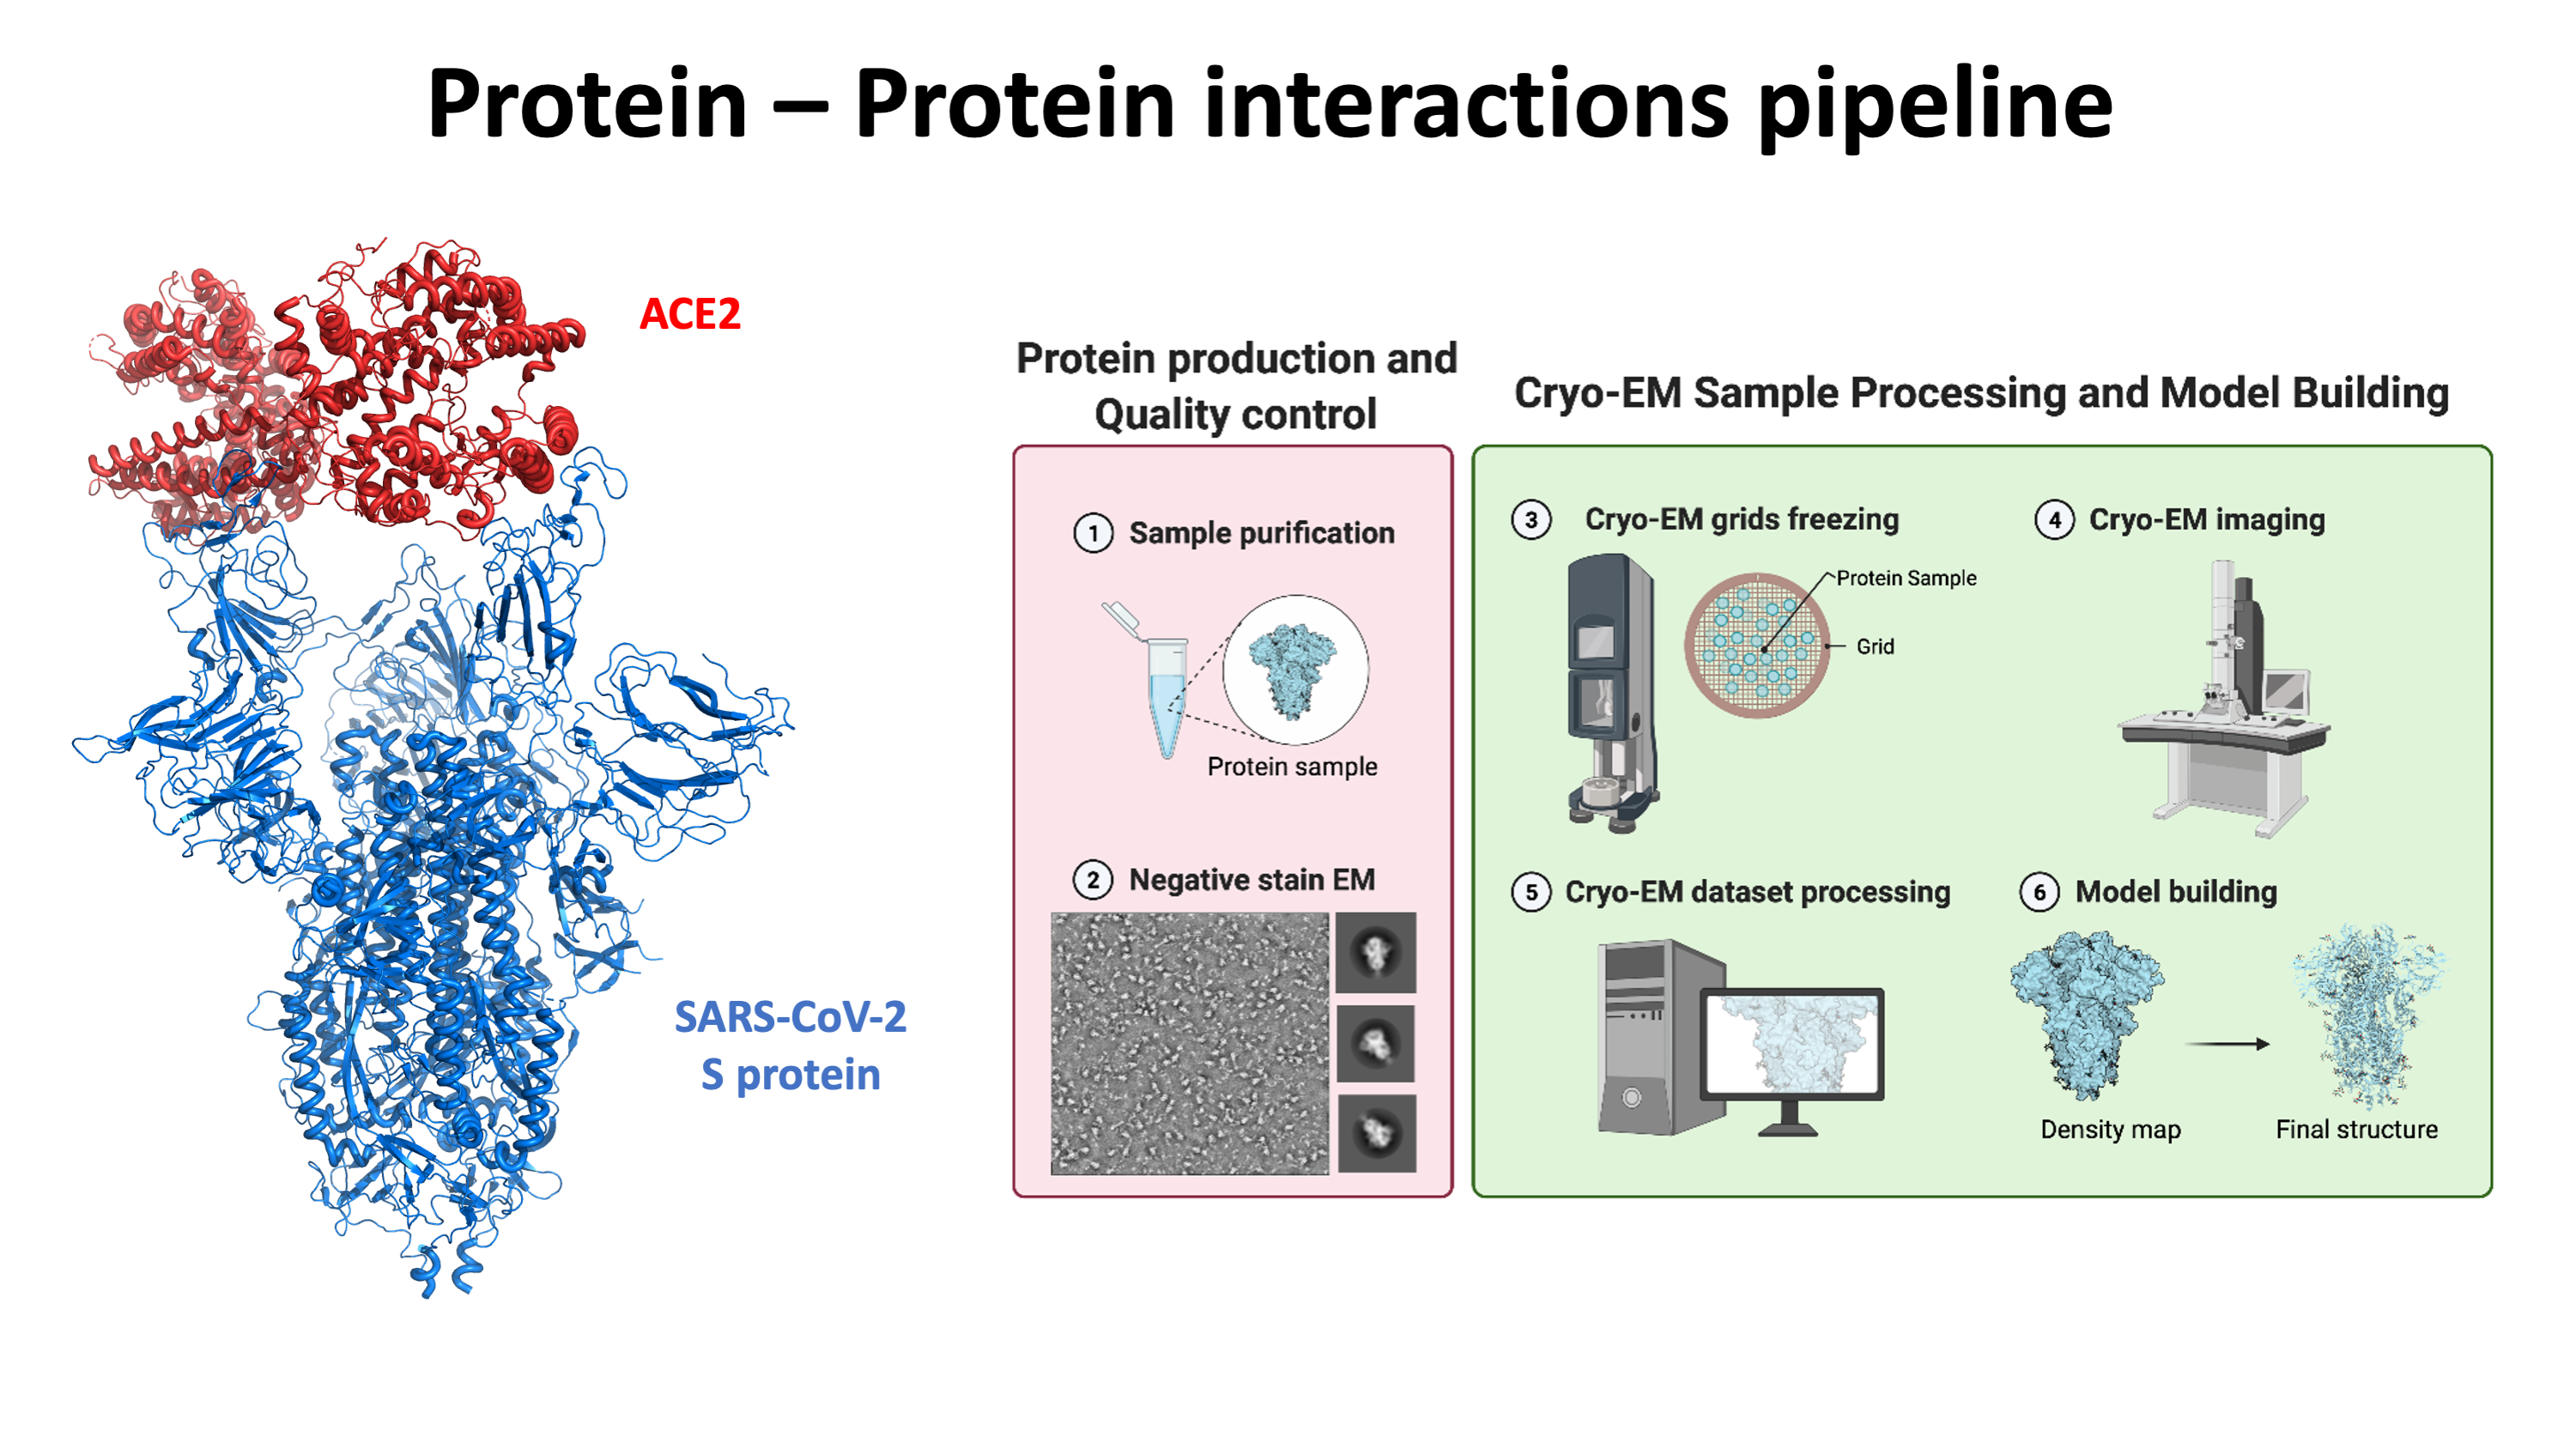 Protein – Protein interactions pipeline
ACE2
SARS-CoV-2
S protein
Protein production and
Quality control
1 Sample purification
Protein sample
2 Negative stain EM
Cryo-EM Sample Processing and Model Building
3 Cryo-EM grids freezing
Protein Sample
Grid
4 Cryo-EM imaging
5 Cryo-EM dataset processing
6 Model building
Density map
Final structure